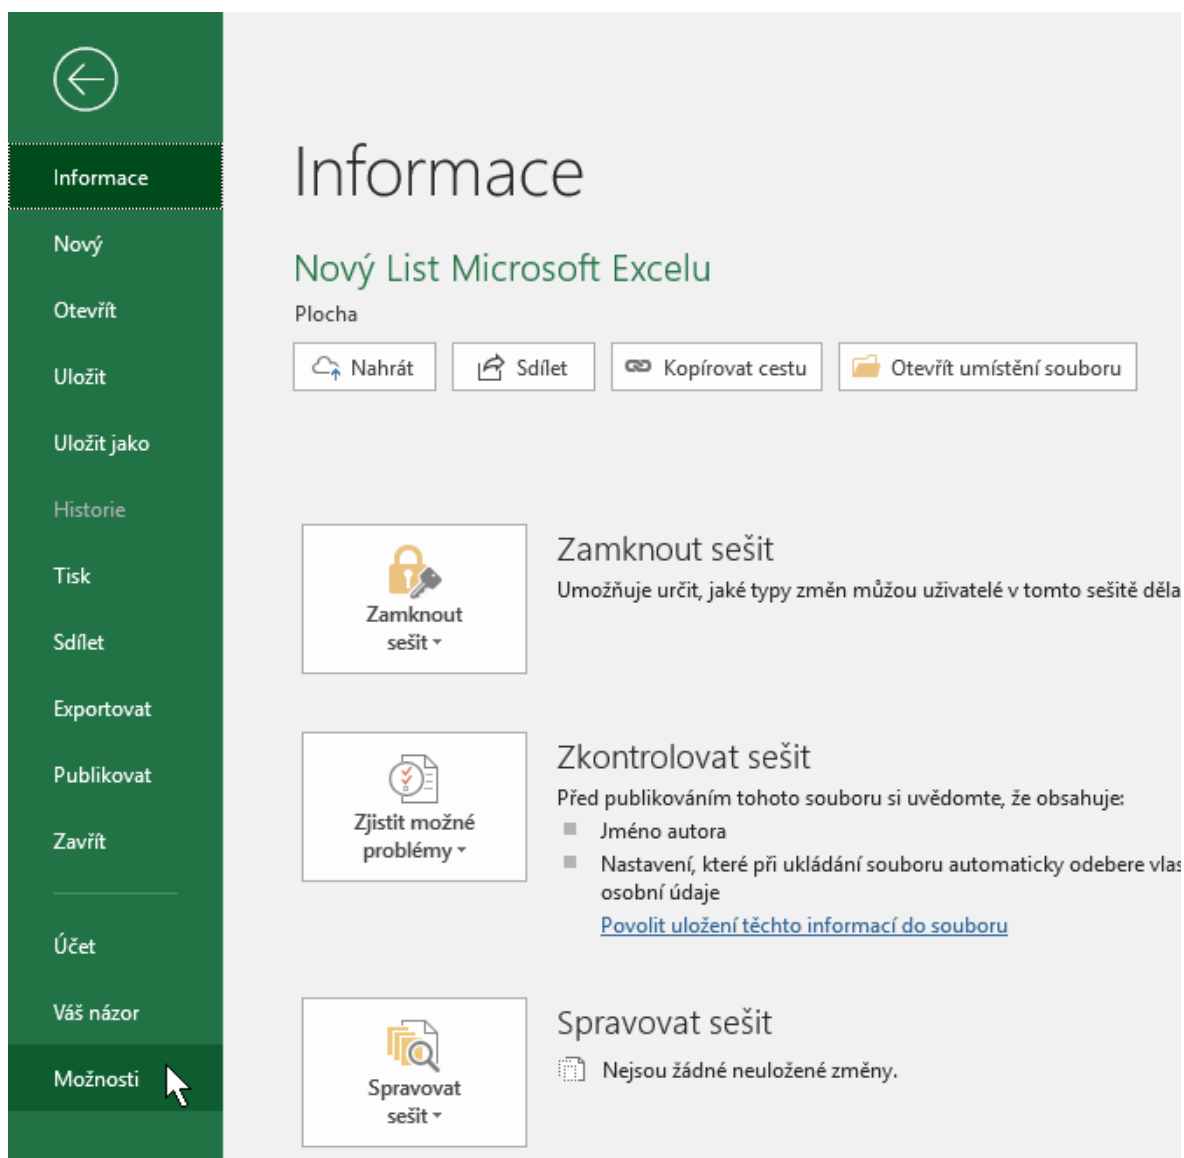 Informace
Nový
Otevřít
Uložit
Uložit jako
Historie
Tisk
Sdílet
Exportovat
Publikovat
Zavřít
Účet
Váš názor
Možnosti
Informace
Nový List Microsoft Excelu
Plocha
Nahrát
Sdílet
Kopírovat cestu
Otevřít umístění souboru
Zamknout
sešit
Zamknout sešit
Umožňuje určit, jaké typy změn můžou uživatelé v tomto sešitě děla
Zjistit možné
problémy
Zkontrolovat sešit
Před publikováním tohoto souboru si uvědomte, že obsahuje:
Jméno autora
Nastavení, které při ukládání souboru automaticky odebere vlas
osobní údaje
Povolit uložení těchto informací do souboru
Spravovat
sešit
Spravovat sešit
Nejsou žádné neuložené změny.